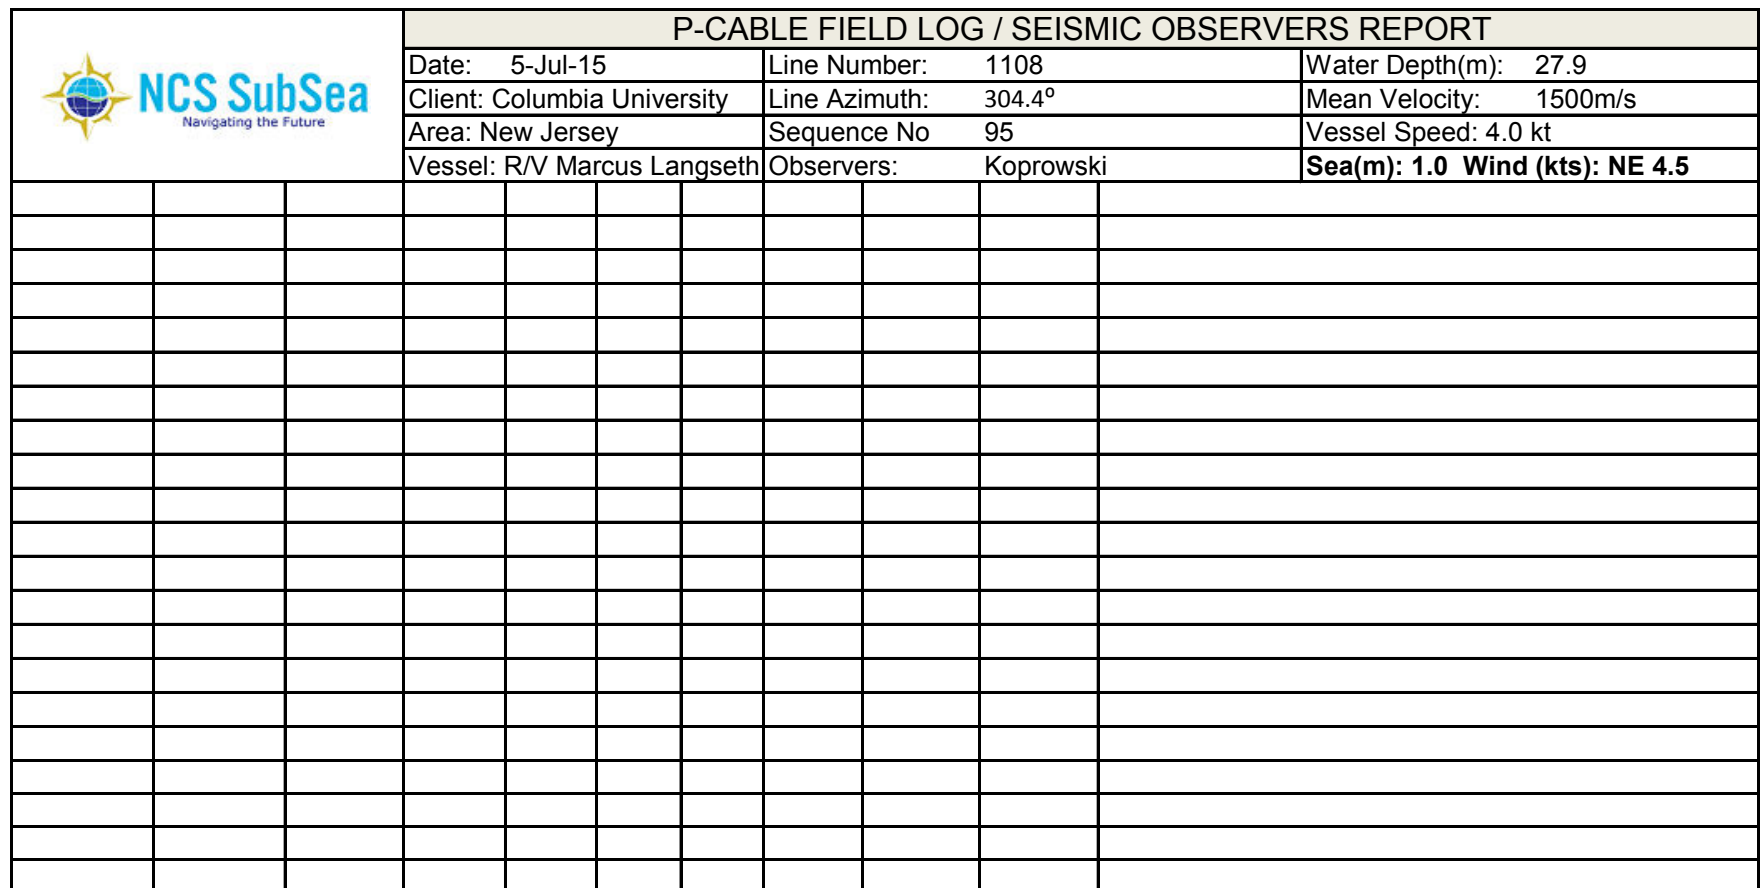 P-CABLE FIELD LOG / SEISMIC OBSERVERS REPORT
NCS SubSea
Navigating the Future
Date: 5-Jul-15 Line Number: 1108 Water Depth(m): 27.9
Client: Columbia University Line Azimuth: 304.4º Mean Velocity: 1500m/s
Area: New Jersey Sequence No 95 Vessel Speed: 4.0 kt
Vessel: R/V Marcus Langseth Observers: Koprowski Sea(m): 1.0 Wind (kts): NE 4.5